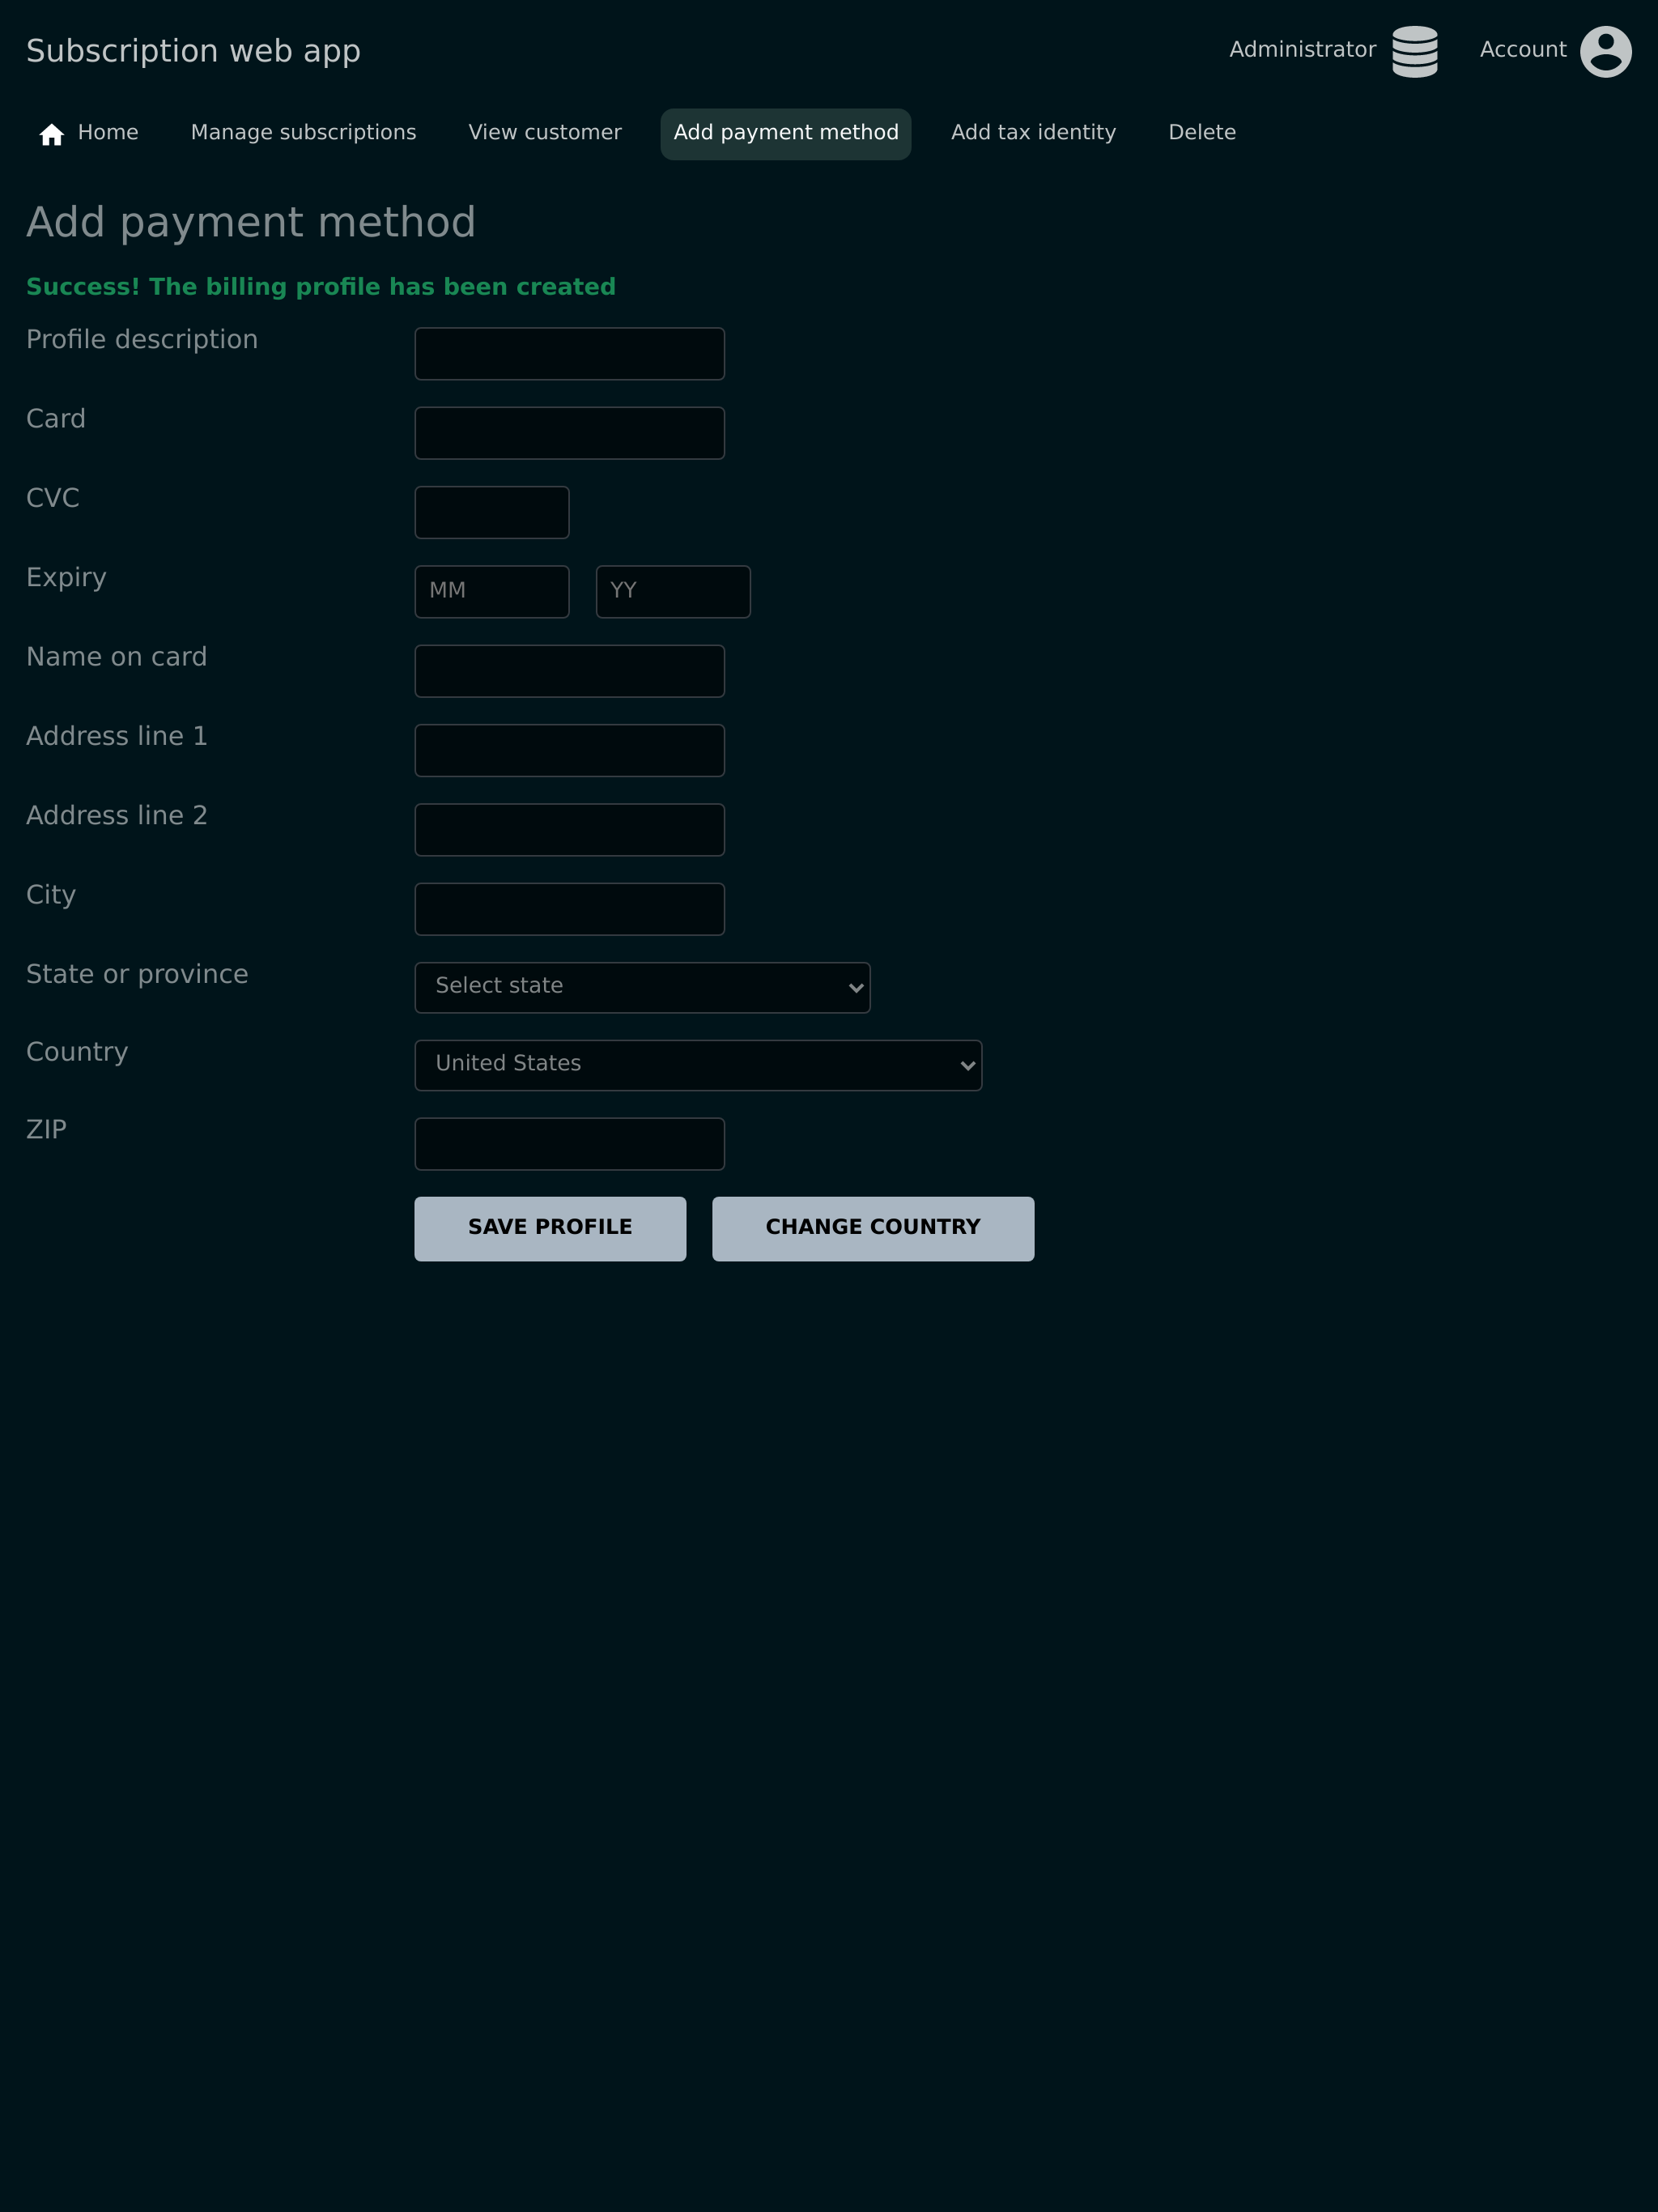 Subscription web app
Administrator
Account
Home
Manage subscriptions
View customer
Add payment method
Add tax identity
Delete
Add payment method
Success! The billing profile has been created
Profile description
Card
CVC
Expiry
MM
YY
Name on card
Address line 1
Address line 2
City
State or province
Select state
Country
United States
ZIP
SAVE PROFILE
CHANGE COUNTRY